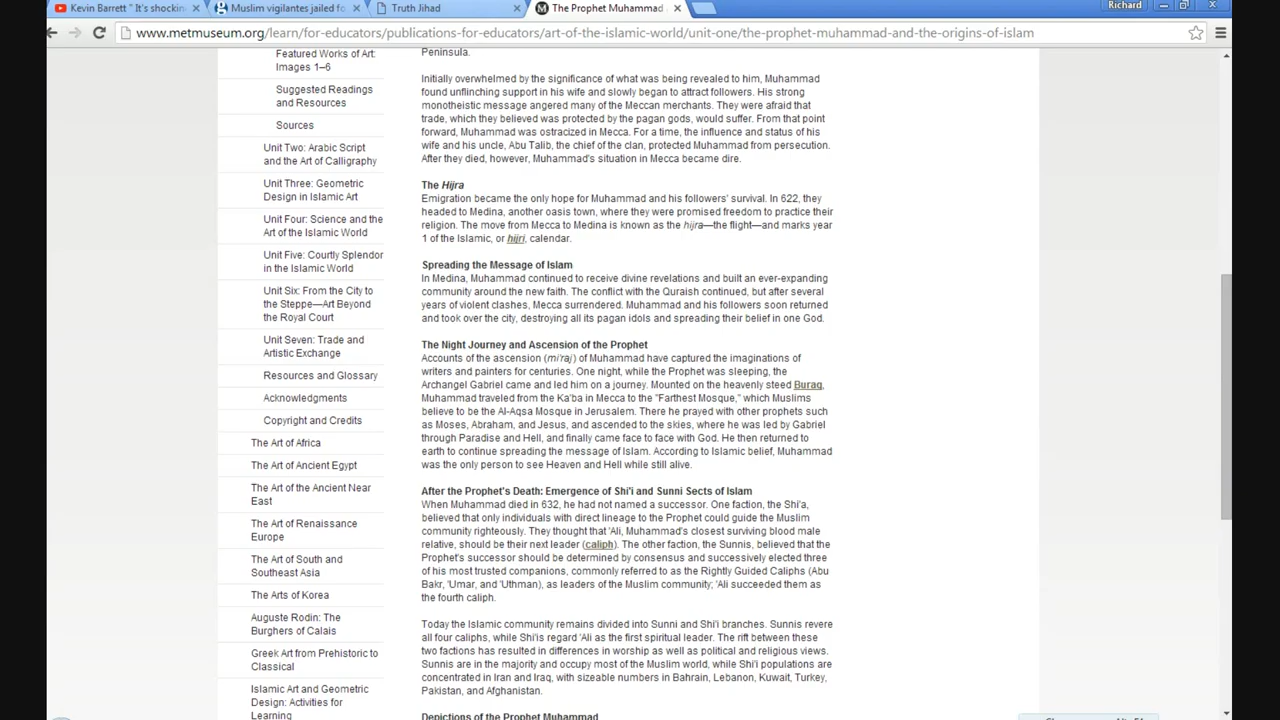 Kevin Barrett " It's shockin
Muslim vigilantes jailed fo
Truth Jihad
The Prophet Muhammad
Richard
www.metmuseum.org/learn/for-educators/publications-for-educators/art-of-the-islamic-world/unit-one/the-prophet-muhammad-and-the-origins-of-islam
Featured Works of Art:
Images 1–6
Suggested Readings
and Resources
Sources
Unit Two: Arabic Script
and the Art of Calligraphy
Unit Three: Geometric
Design in Islamic Art
Unit Four: Science and the
Art of the Islamic World
Unit Five: Courtly Splendor
in the Islamic World
Unit Six: From the City to
the Steppe—Art Beyond
the Royal Court
Unit Seven: Trade and
Artistic Exchange
Resources and Glossary
Acknowledgments
Copyright and Credits
The Art of Africa
The Art of Ancient Egypt
The Art of the Ancient Near
East
The Art of Renaissance
Europe
The Art of South and
Southeast Asia
The Arts of Korea
Auguste Rodin: The
Burghers of Calais
Greek Art from Prehistoric to
Classical
Islamic Art and Geometric
Design: Activities for
Learning
Peninsula.
Initially overwhelmed by the significance of what was being revealed to him, Muhammad
found unflinching support in his wife and slowly began to attract followers. His strong
monotheistic message angered many of the Meccan merchants. They were afraid that
trade, which they believed was protected by the pagan gods, would suffer. From that point
forward, Muhammad was ostracized in Mecca. For a time, the influence and status of his
wife and his uncle, Abu Talib, the chief of the clan, protected Muhammad from persecution.
After they died, however, Muhammad's situation in Mecca became dire.
The Hijra
Emigration became the only hope for Muhammad and his followers' survival. In 622, they
headed to Medina, another oasis town, where they were promised freedom to practice their
religion. The move from Mecca to Medina is known as the hijra—the flight—and marks year
1 of the Islamic, or hijri, calendar.
Spreading the Message of Islam
In Medina, Muhammad continued to receive divine revelations and built an ever-expanding
community around the new faith. The conflict with the Quraish continued, but after several
years of violent clashes, Mecca surrendered. Muhammad and his followers soon returned
and took over the city, destroying all its pagan idols and spreading their belief in one God.
The Night Journey and Ascension of the Prophet
Accounts of the ascension (mi'raj) of Muhammad have captured the imaginations of
writers and painters for centuries. One night, while the Prophet was sleeping, the
Archangel Gabriel came and led him on a journey. Mounted on the heavenly steed Buraq,
Muhammad traveled from the Ka'ba in Mecca to the "Farthest Mosque," which Muslims
believe to be the Al-Aqsa Mosque in Jerusalem. There he prayed with other prophets such
as Moses, Abraham, and Jesus, and ascended to the skies, where he was led by Gabriel
through Paradise and Hell, and finally came face to face with God. He then returned to
earth to continue spreading the message of Islam. According to Islamic belief, Muhammad
was the only person to see Heaven and Hell while still alive.
After the Prophet's Death: Emergence of Shi'i and Sunni Sects of Islam
When Muhammad died in 632, he had not named a successor. One faction, the Shi'a,
believed that only individuals with direct lineage to the Prophet could guide the Muslim
community righteously. They thought that 'Ali, Muhammad's closest surviving blood male
relative, should be their next leader (caliph). The other faction, the Sunnis, believed that the
Prophet's successor should be determined by consensus and successively elected three
of his most trusted companions, commonly referred to as the Rightly Guided Caliphs (Abu
Bakr, 'Umar, and 'Uthman), as leaders of the Muslim community; 'Ali succeeded them as
the fourth caliph.
Today the Islamic community remains divided into Sunni and Shi'i branches. Sunnis revere
all four caliphs, while Shi'is regard 'Ali as the first spiritual leader. The rift between these
two factions has resulted in differences in worship as well as political and religious views.
Sunnis are in the majority and occupy most of the Muslim world, while Shi'i populations are
concentrated in Iran and Iraq, with sizeable numbers in Bahrain, Lebanon, Kuwait, Turkey,
Pakistan, and Afghanistan.
Depictions of the Prophet Muhammad